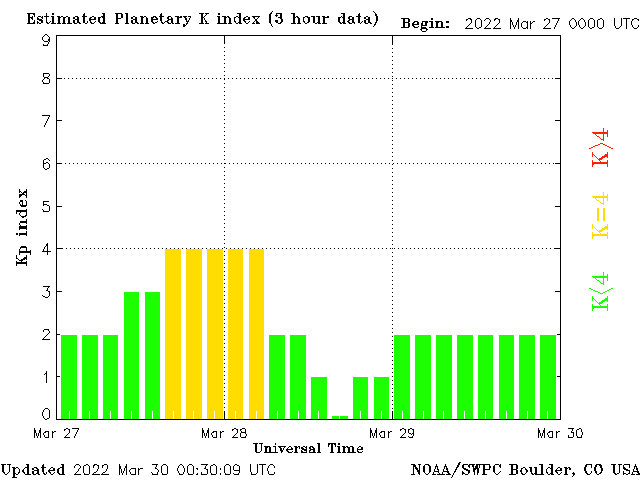 Estimated Planetary K index (3 hour data)
Begin: 2022 Mar 27 0000 UTC
9
8
7
6
5
4
3
2
1
0
Kp index
K>4
K=4
K<4
Mar 27
Mar 28
Mar 29
Mar 30
Universal Time
Updated 2022 Mar 30 00:30:09 UTC
NOAA/SWPC Boulder, CO USA